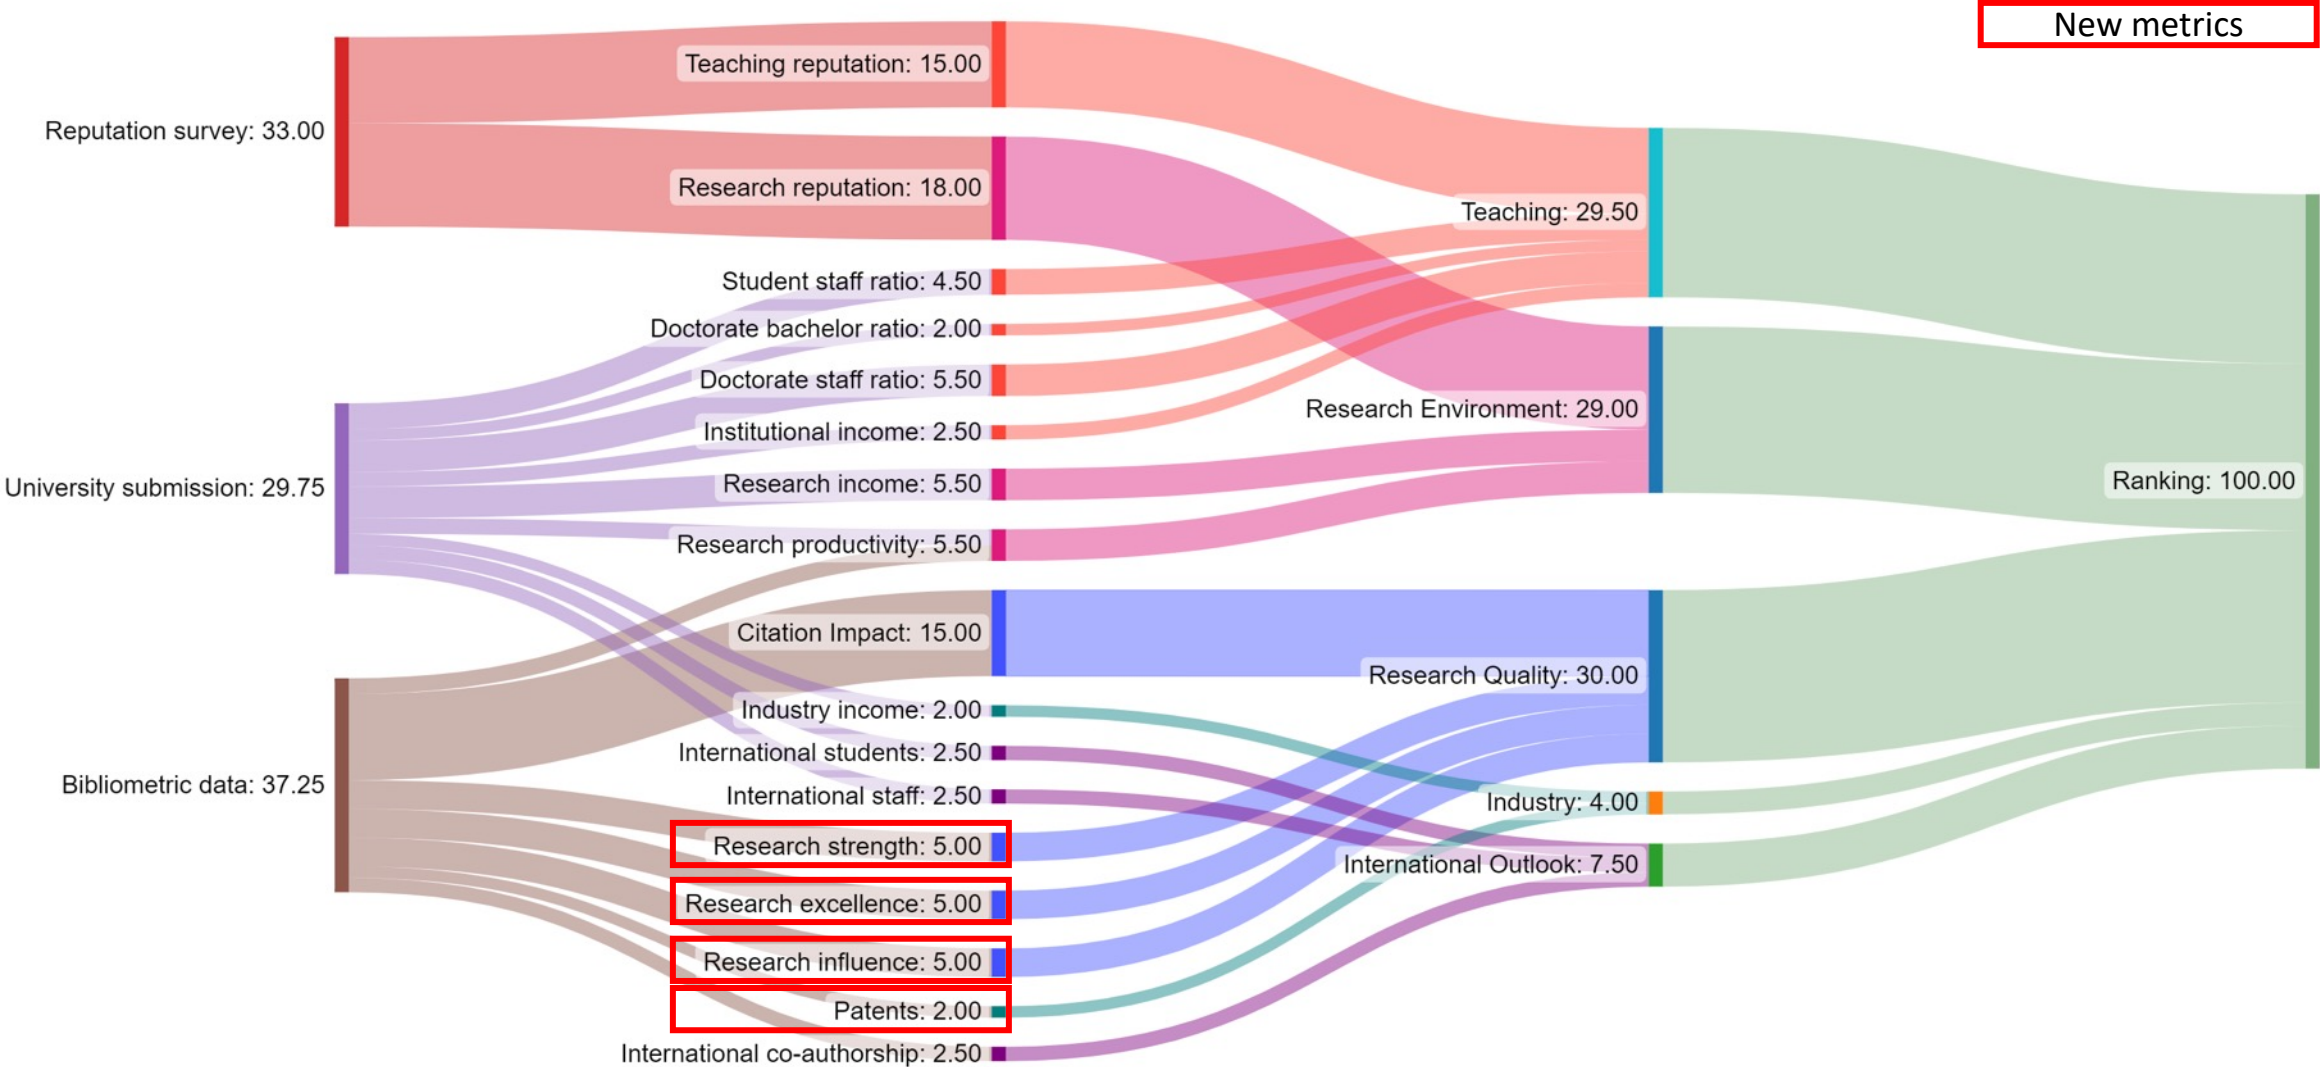 New metrics
Reputation survey: 33.00
University submission: 29.75
Bibliometric data: 37.25
Teaching reputation: 15.00
Research reputation: 18.00
Student staff ratio: 4.50
Doctorate bachelor ratio: 2.00
Doctorate staff ratio: 5.50
Institutional income: 2.50
Research income: 5.50
Research productivity: 5.50
Citation Impact: 15.00
Industry income: 2.00
International students: 2.50
International staff: 2.50
Research strength: 5.00
Research excellence: 5.00
Research influence: 5.00
Patents: 2.00
International co-authorship: 2.50
Teaching: 29.50
Research Environment: 29.00
Research Quality: 30.00
Industry: 4.00
International Outlook: 7.50
Ranking: 100.00